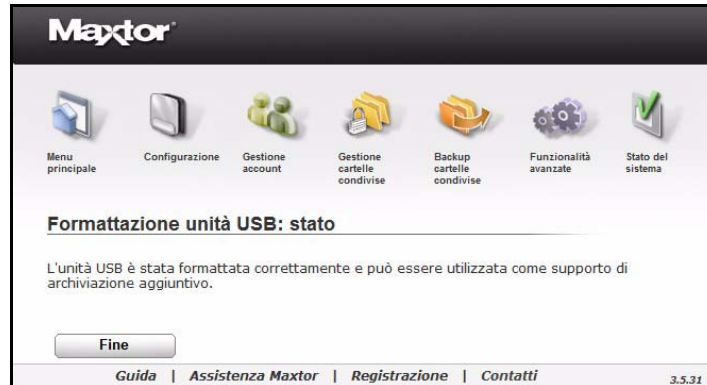 Maxtor
Menu
principale
Configurazione
Gestione
account
Gestione
cartelle
condivise
Backup
cartelle
condivise
Funzionalità
avanzate
Stato del
sistema
Formattazione unità USB: stato
L'unità USB è stata formattata correttamente e può essere utilizzata come supporto di
archiviazione aggiuntivo.
Fine
Guida | Assistenza Maxtor | Registrazione | Contatti
3.5.31